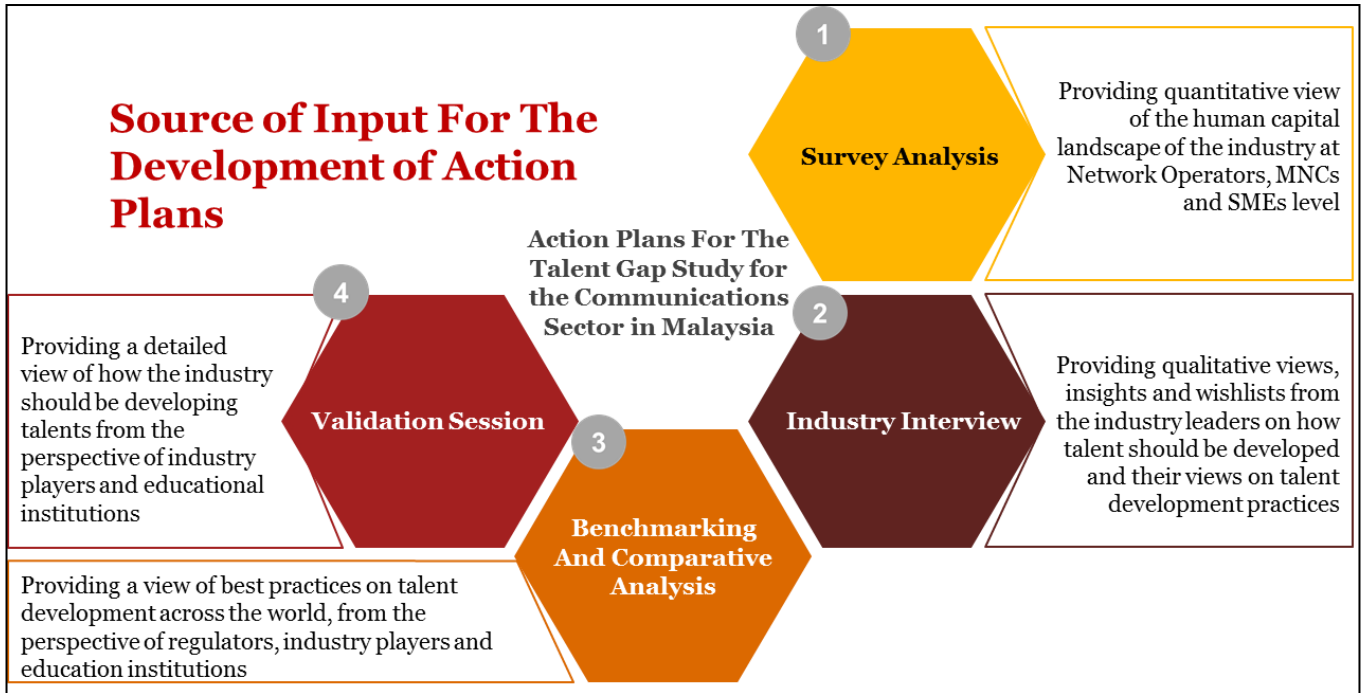 Source of Input For The
Development of Action
Plans
Action Plans For The
Talent Gap Study for
the Communications
Sector in Malaysia
1
Survey Analysis
Providing quantitative view
of the human capital
landscape of the industry at
Network Operators, MNCs
and SMEs level
2
Industry Interview
Providing qualitative views,
insights and wishlists from
the industry leaders on how
talent should be developed
and their views on talent
development practices
3
Benchmarking
And Comparative
Analysis
Providing a view of best practices on talent
development across the world, from the
perspective of regulators, industry players and
education institutions
4
Validation Session
Providing a detailed
view of how the industry
should be developing
talents from the
perspective of industry
players and educational
institutions